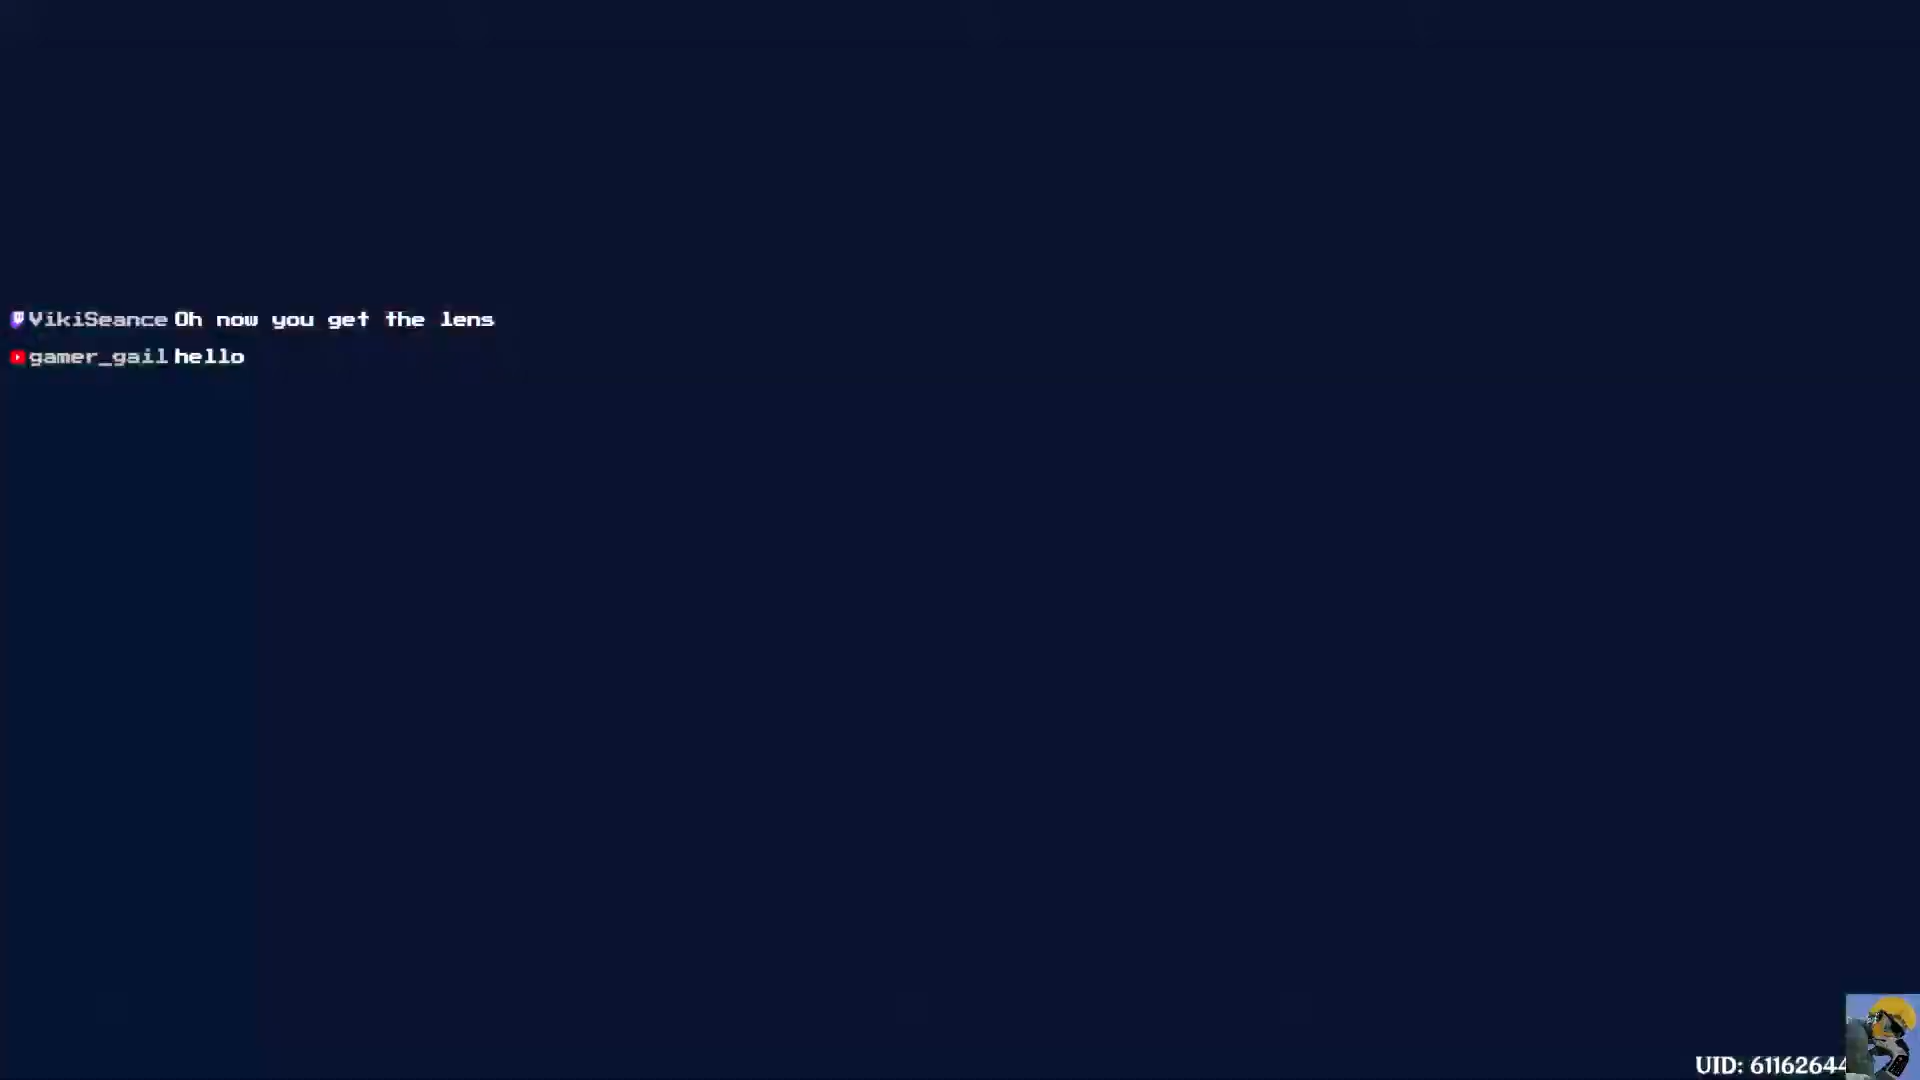 VikiSeance Oh now you get the lens
gamer_gail hello
UID: 61162644